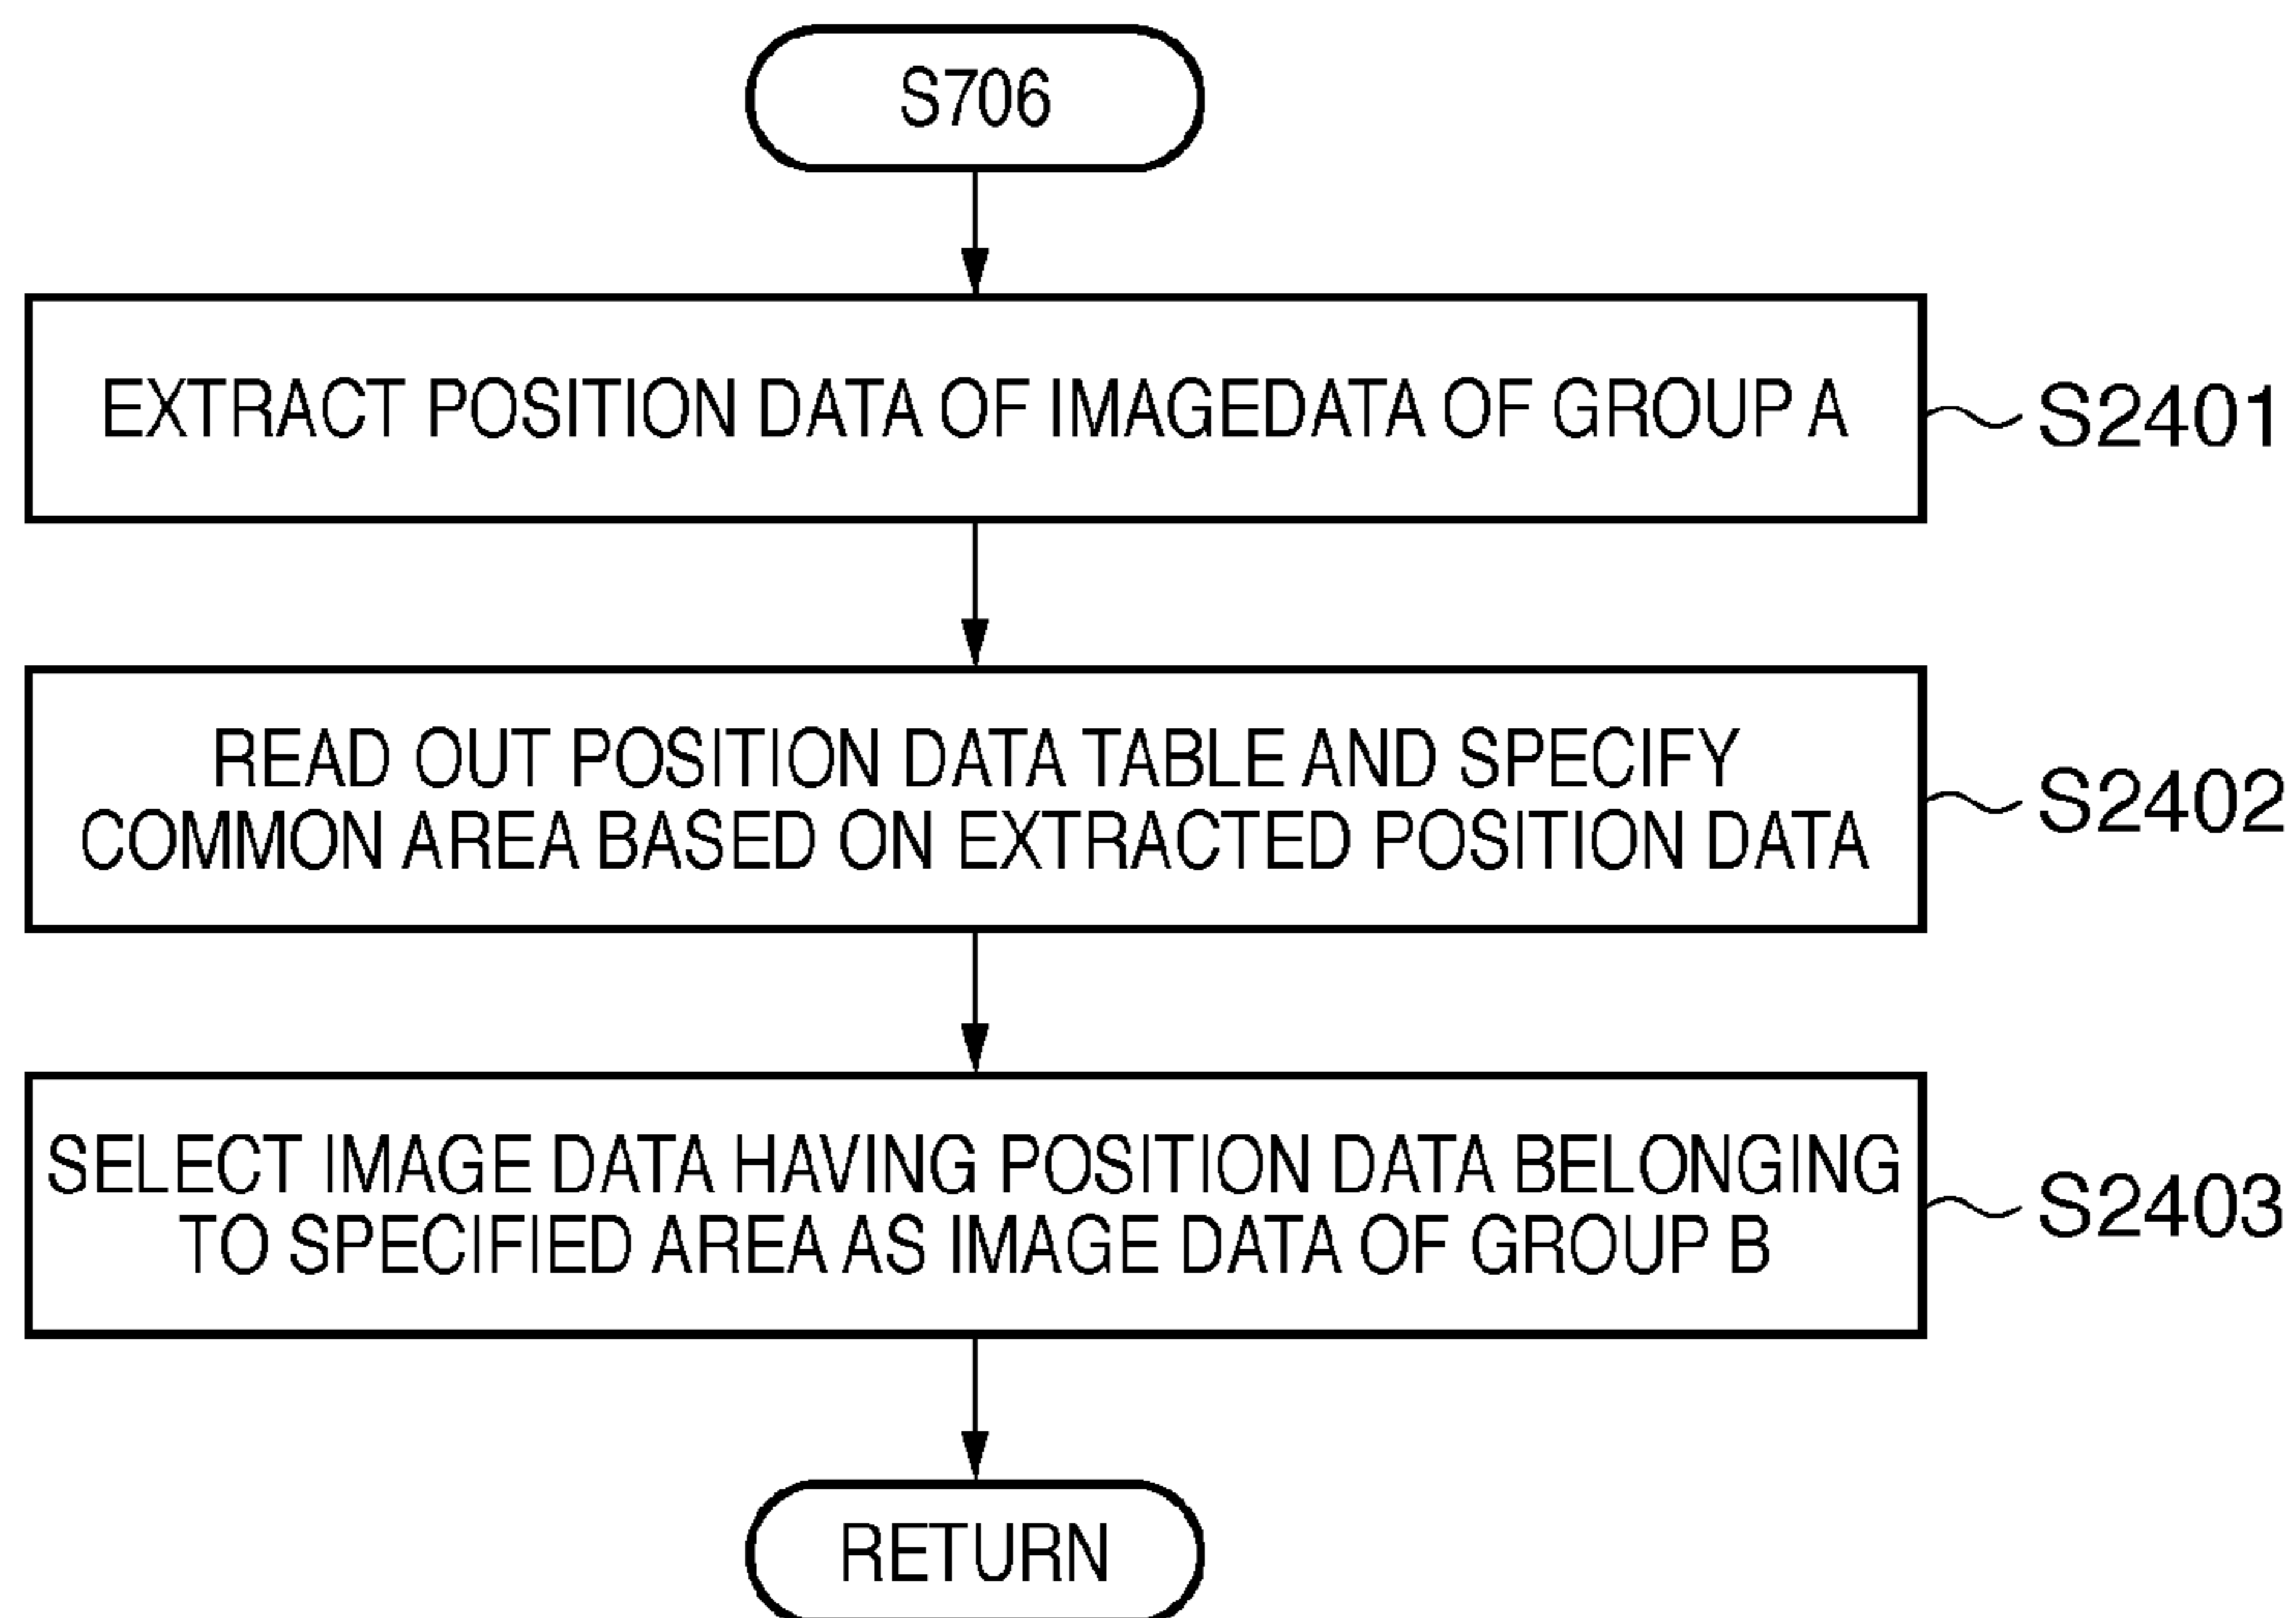 S706
EXTRACT POSITION DATA OF IMAGEDATA OF GROUP A
S2401
READ OUT POSITION DATA TABLE AND SPECIFY
COMMON AREA BASED ON EXTRACTED POSITION DATA
S2402
SELECT IMAGE DATA HAVING POSITION DATA BELONGING
TO SPECIFIED AREA AS IMAGE DATA OF GROUP B
S2403
RETURN